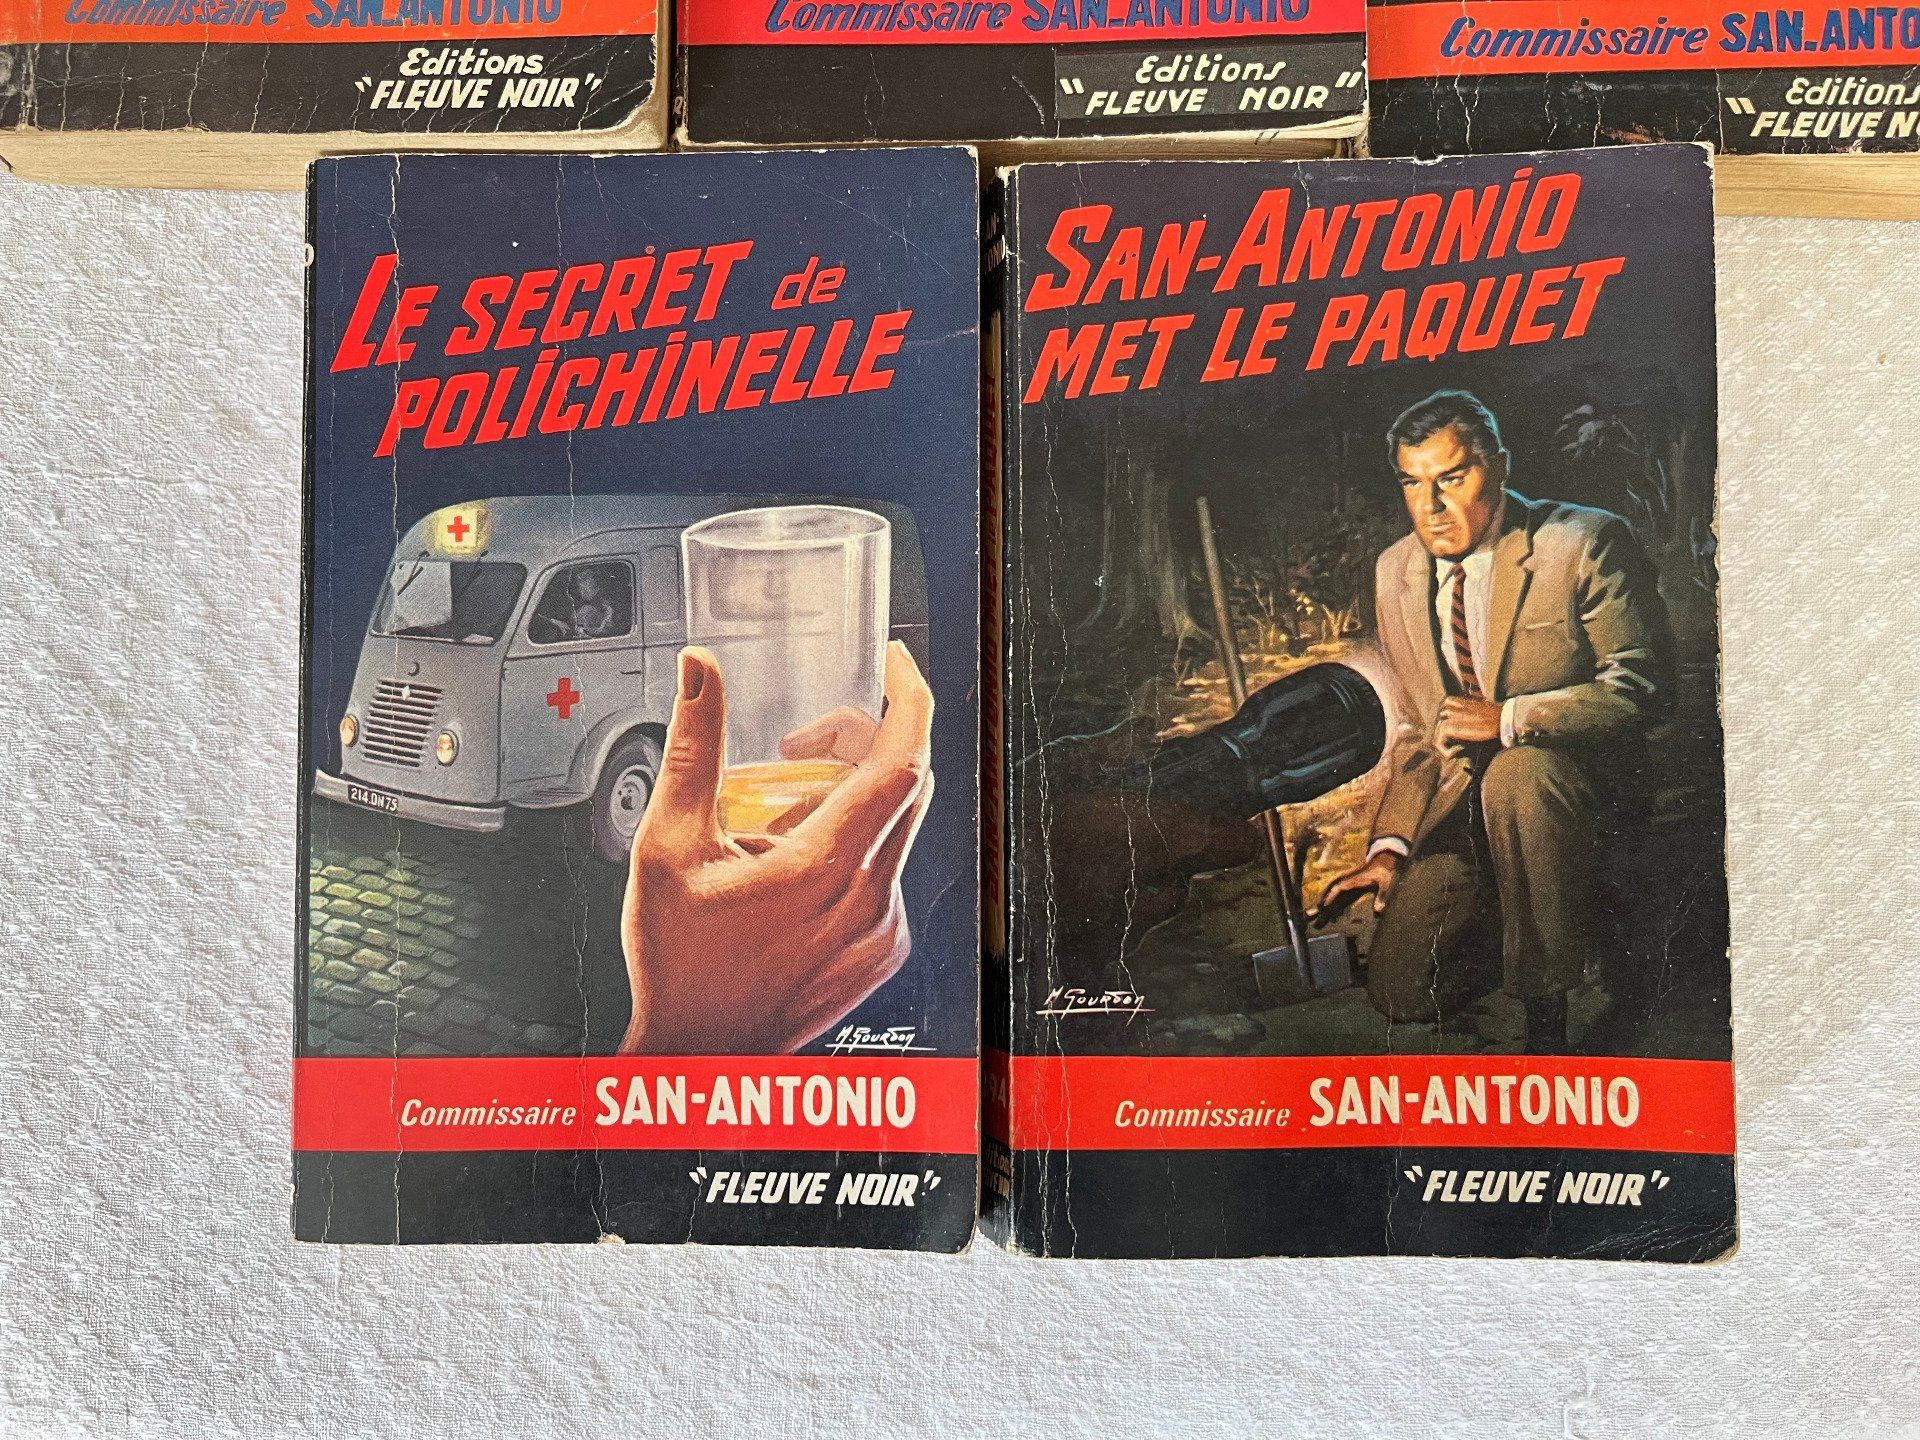 Commissaire SAN-ANTONIO
Editions
"FLEUVE NOIR"
Commissaire SAN-ANTONIO
Editions
"FLEUVE NOIR"
Commissaire SAN-ANTO
Editions
"FLEUVE NO
LE SECRET de
POLICHINELLE
214 DN 75
M. Gourdon
Commissaire SAN-ANTONIO
"FLEUVE NOIR"
SAN-ANTONIO
MET LE PAQUET
M. Gourdon
Commissaire SAN-ANTONIO
"FLEUVE NOIR"